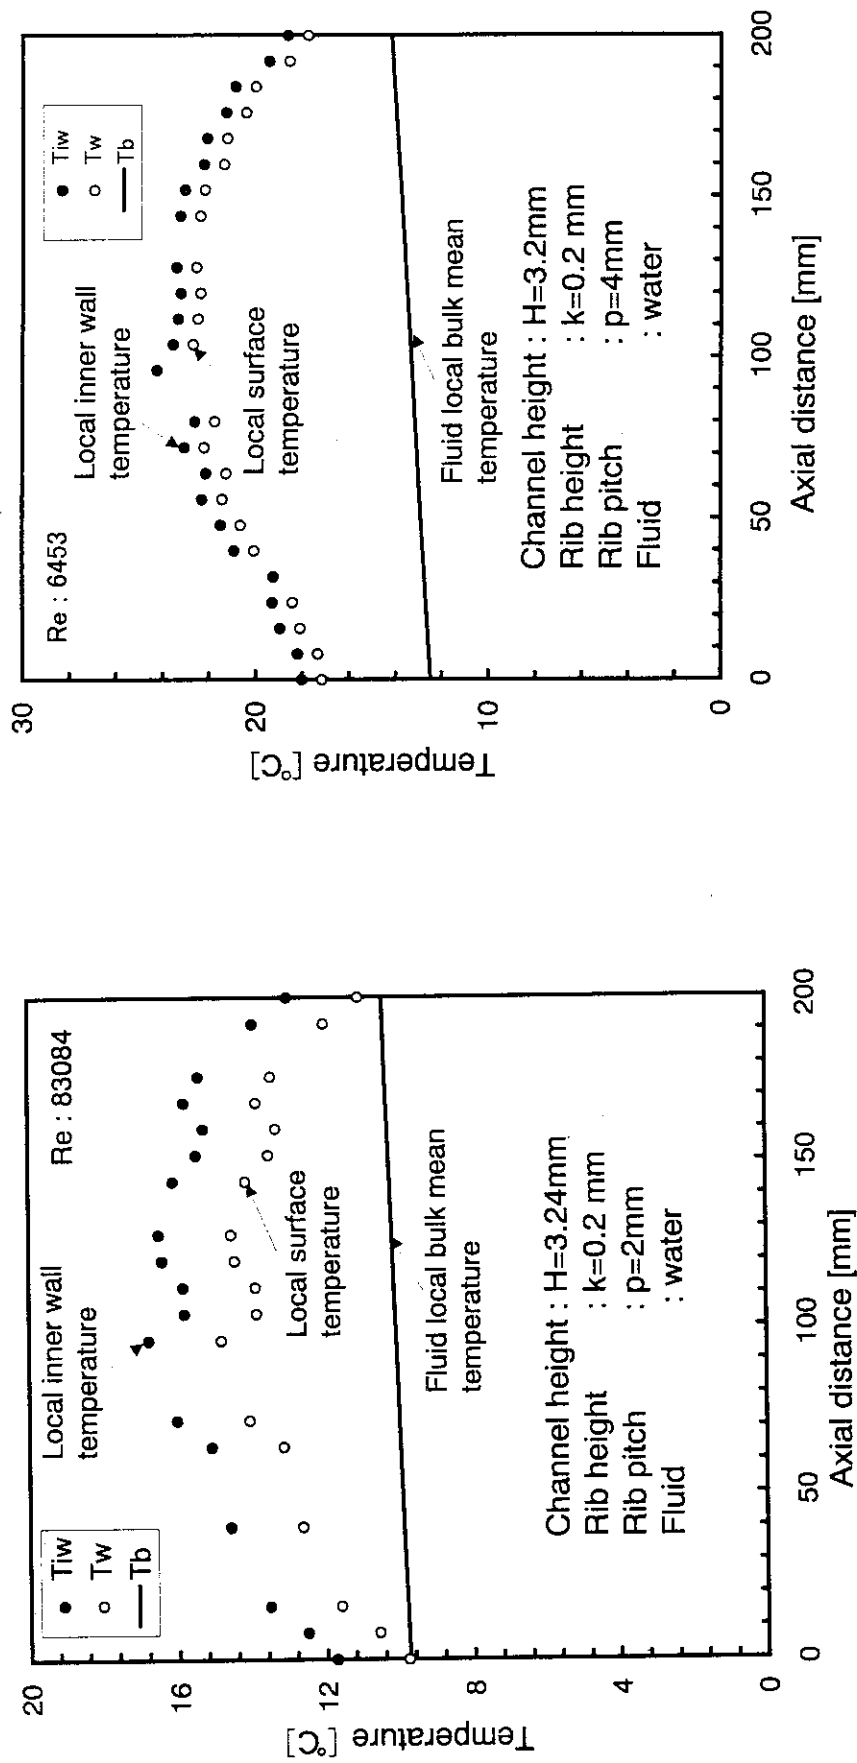 20
16
12
8
4
0
Temperature [°C]
Tiw
Tw
Tb
Local inner wall
temperature
Re : 83084
Local surface
temperature
Fluid local bulk mean
temperature
Channel height : H=3.24mm
Rib height : k=0.2 mm
Rib pitch : p=2mm
Fluid : water
0
50
100
150
200
Axial distance [mm]
30
20
10
0
Temperature [°C]
Re : 6453
Tiw
Tw
Tb
Local inner wall
temperature
Local surface
temperature
Fluid local bulk mean
temperature
Channel height : H=3.2mm
Rib height : k=0.2 mm
Rib pitch : p=4mm
Fluid : water
0
50
100
150
200
Axial distance [mm]